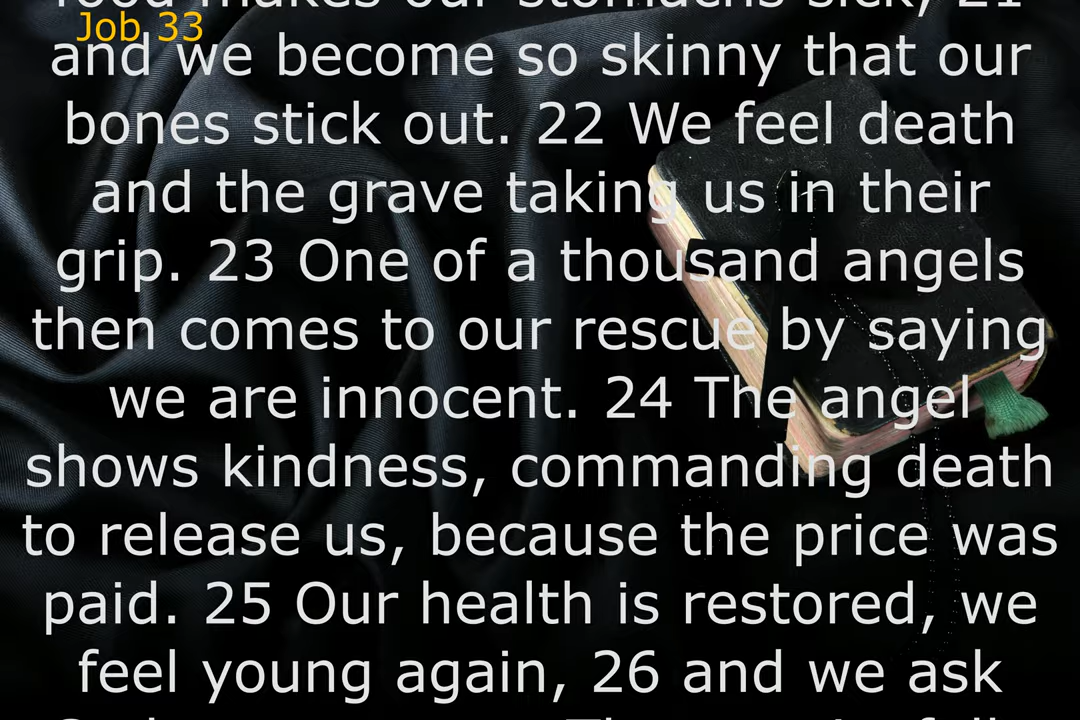 food makes our stomachs sick, 21
Job 33
and we become so skinny that our
bones stick out. 22 We feel death
and the grave taking us in their
grip. 23 One of a thousand angels
then comes to our rescue by saying
we are innocent. 24 The angel
shows kindness, commanding death
to release us, because the price was
paid. 25 Our health is restored, we
feel young again, 26 and we ask